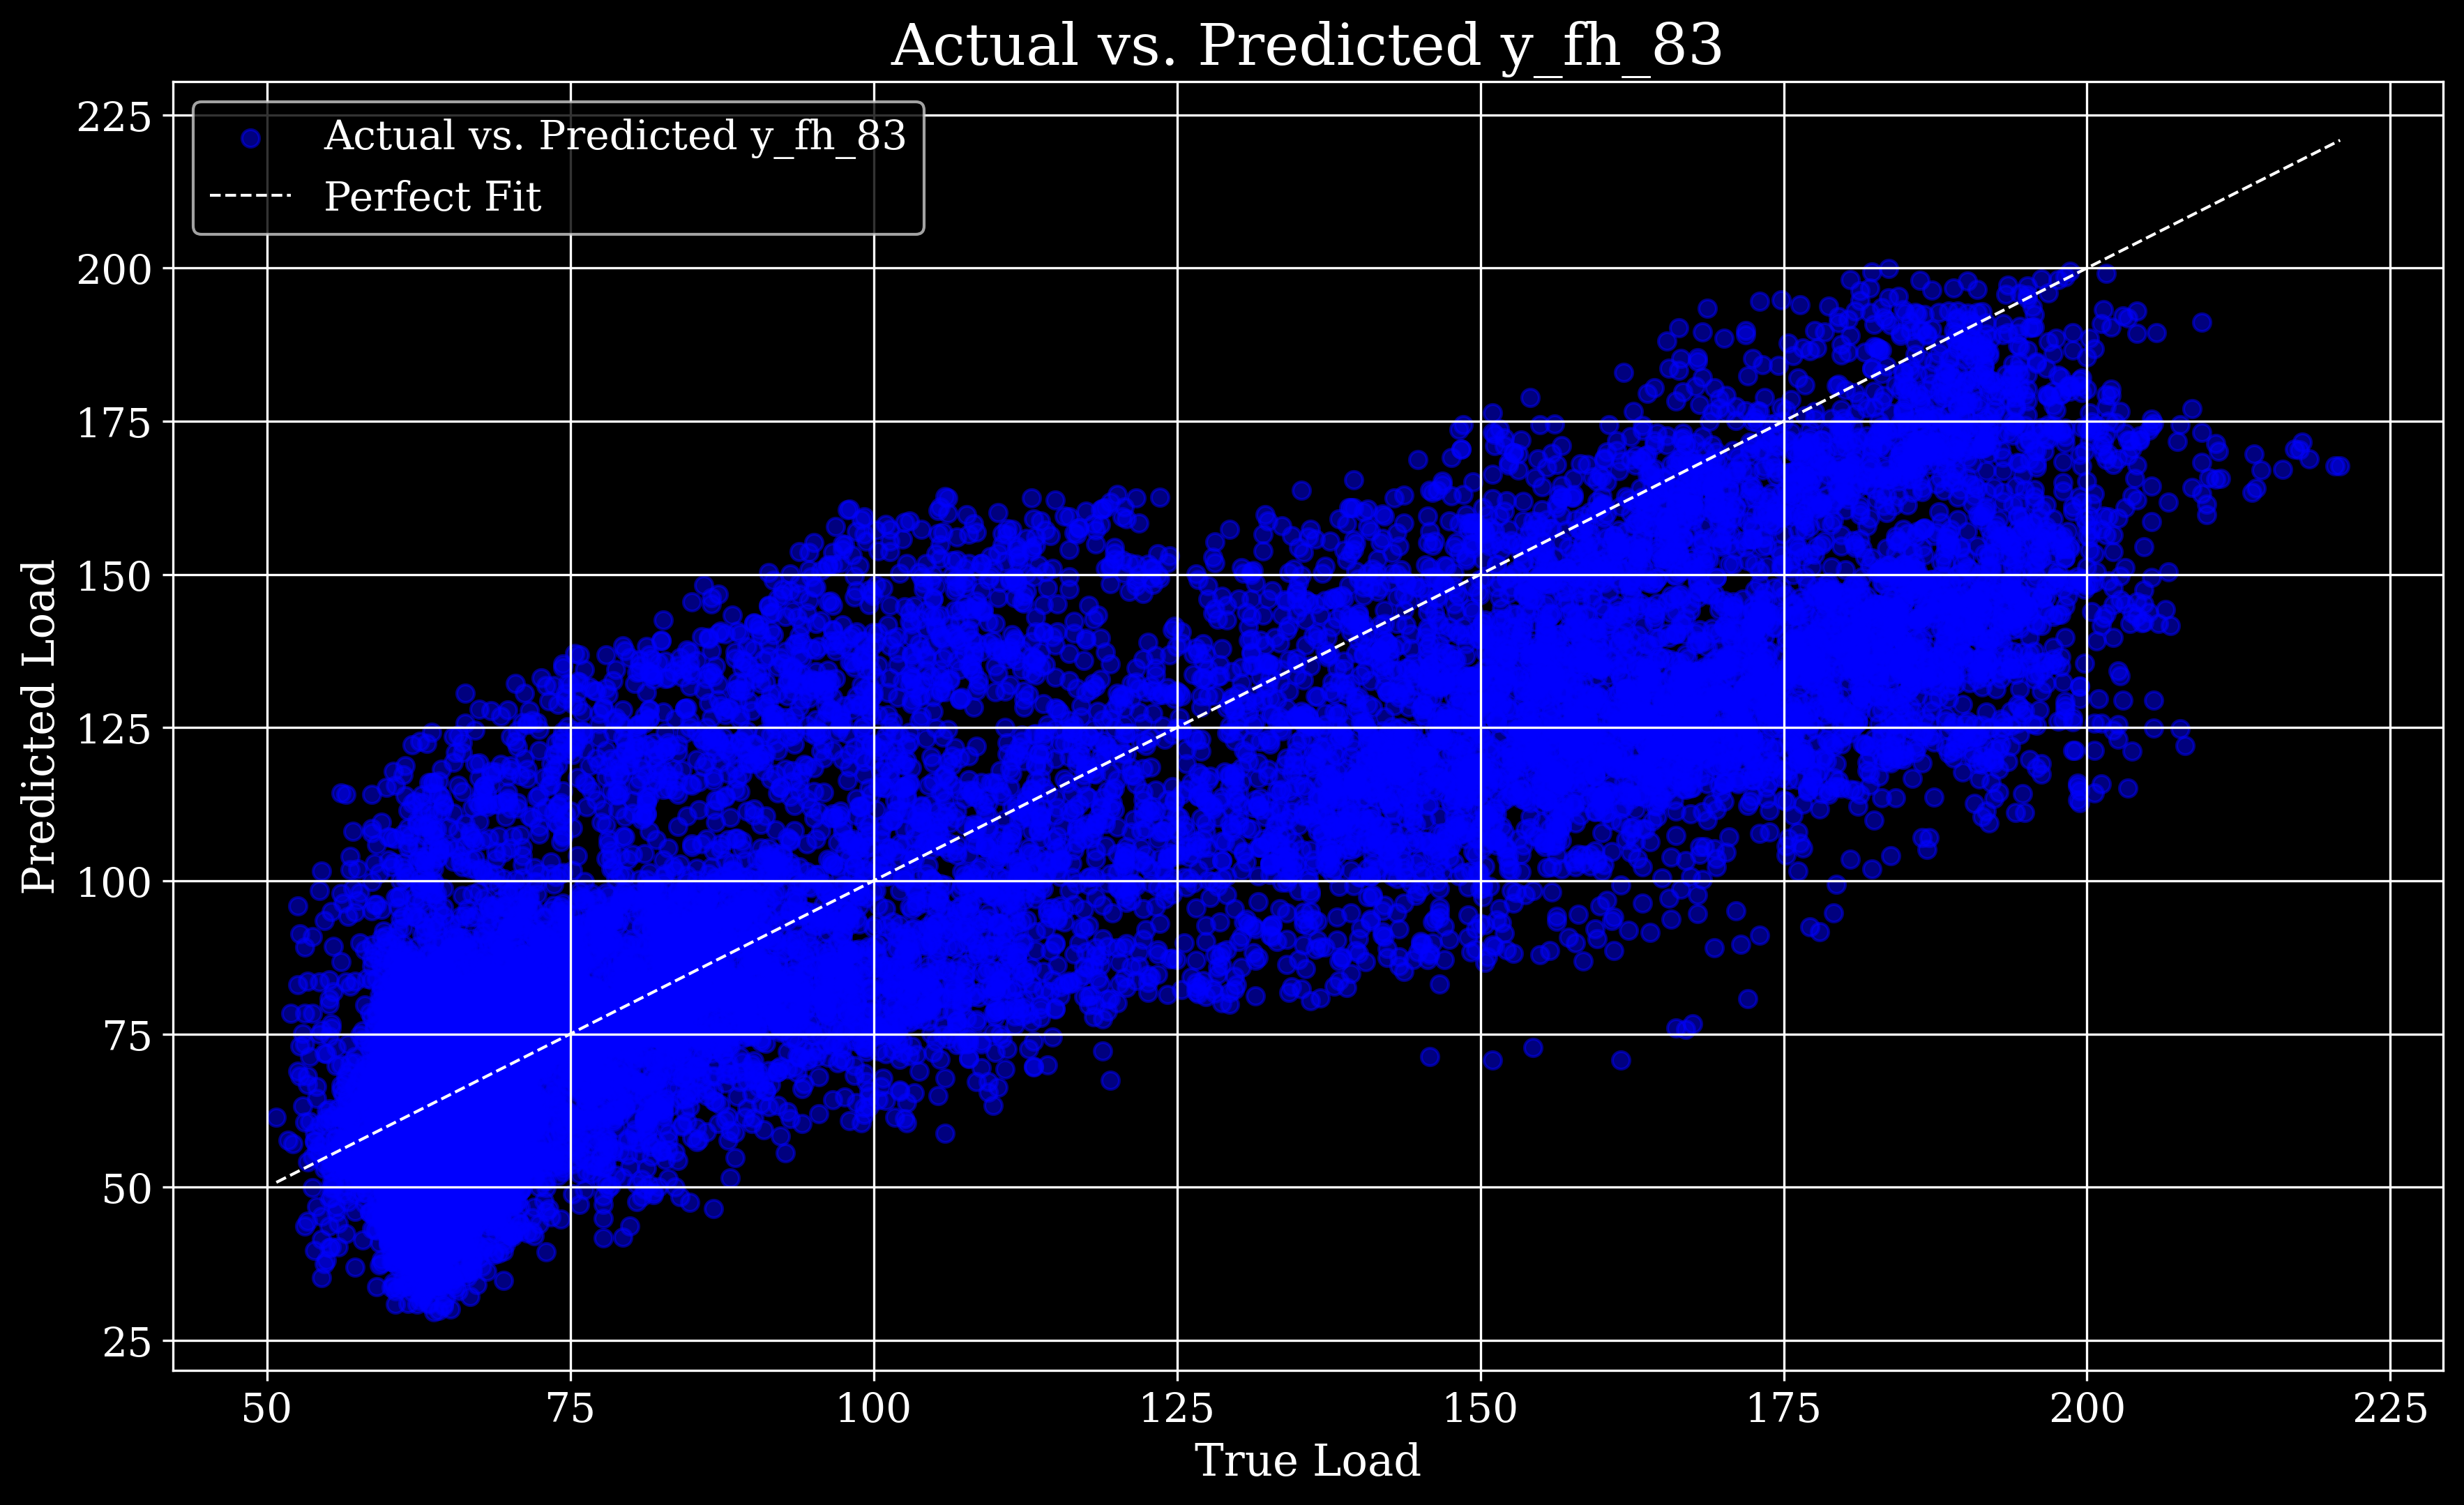 Actual vs. Predicted y_fh_83
Actual vs. Predicted y_fh_83
Perfect Fit
225
200
175
150
125
100
75
50
25
Predicted Load
50 75 100 125 150 175 200 225
True Load